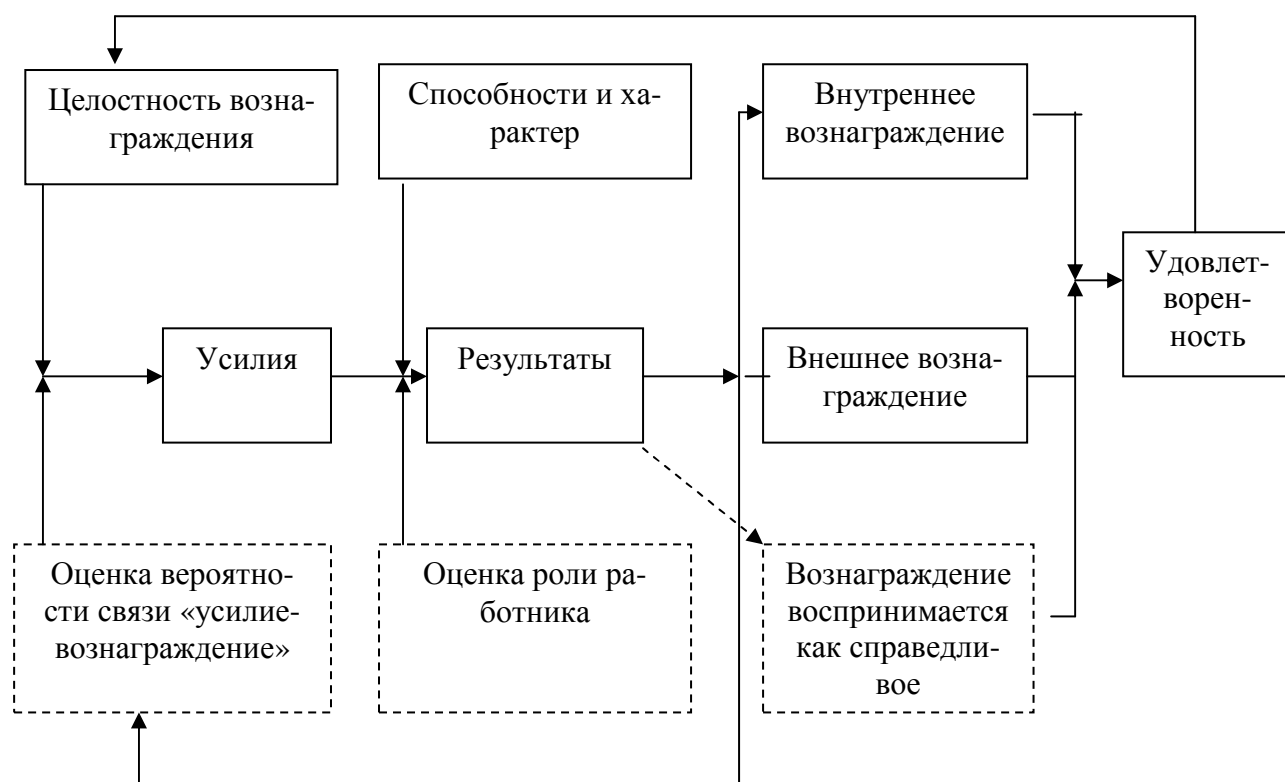 Целостность возна-
граждения
Способности и ха-
рактер
Внутреннее
вознаграждение
Удовлет-
ворен-
ность
Усилия
Результаты
Внешнее возна-
граждение
Оценка вероятно-
сти связи «усилие-
вознаграждение»
Оценка роли ра-
ботника
Вознаграждение
воспринимается
как справедли-
вое